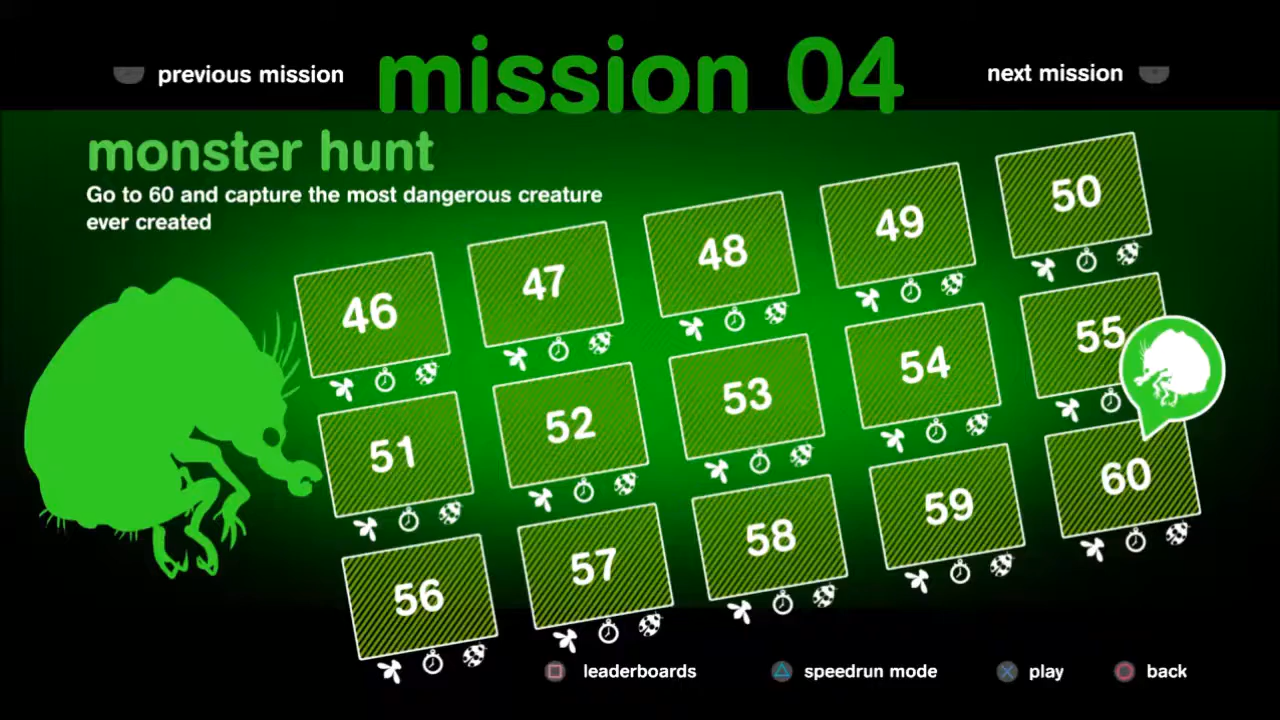 previous mission
mission 04
next mission
monster hunt
Go to 60 and capture the most dangerous creature
ever created
46
47
48
49
50
51
52
53
54
55
56
57
58
59
60
leaderboards
speedrun mode
play
back